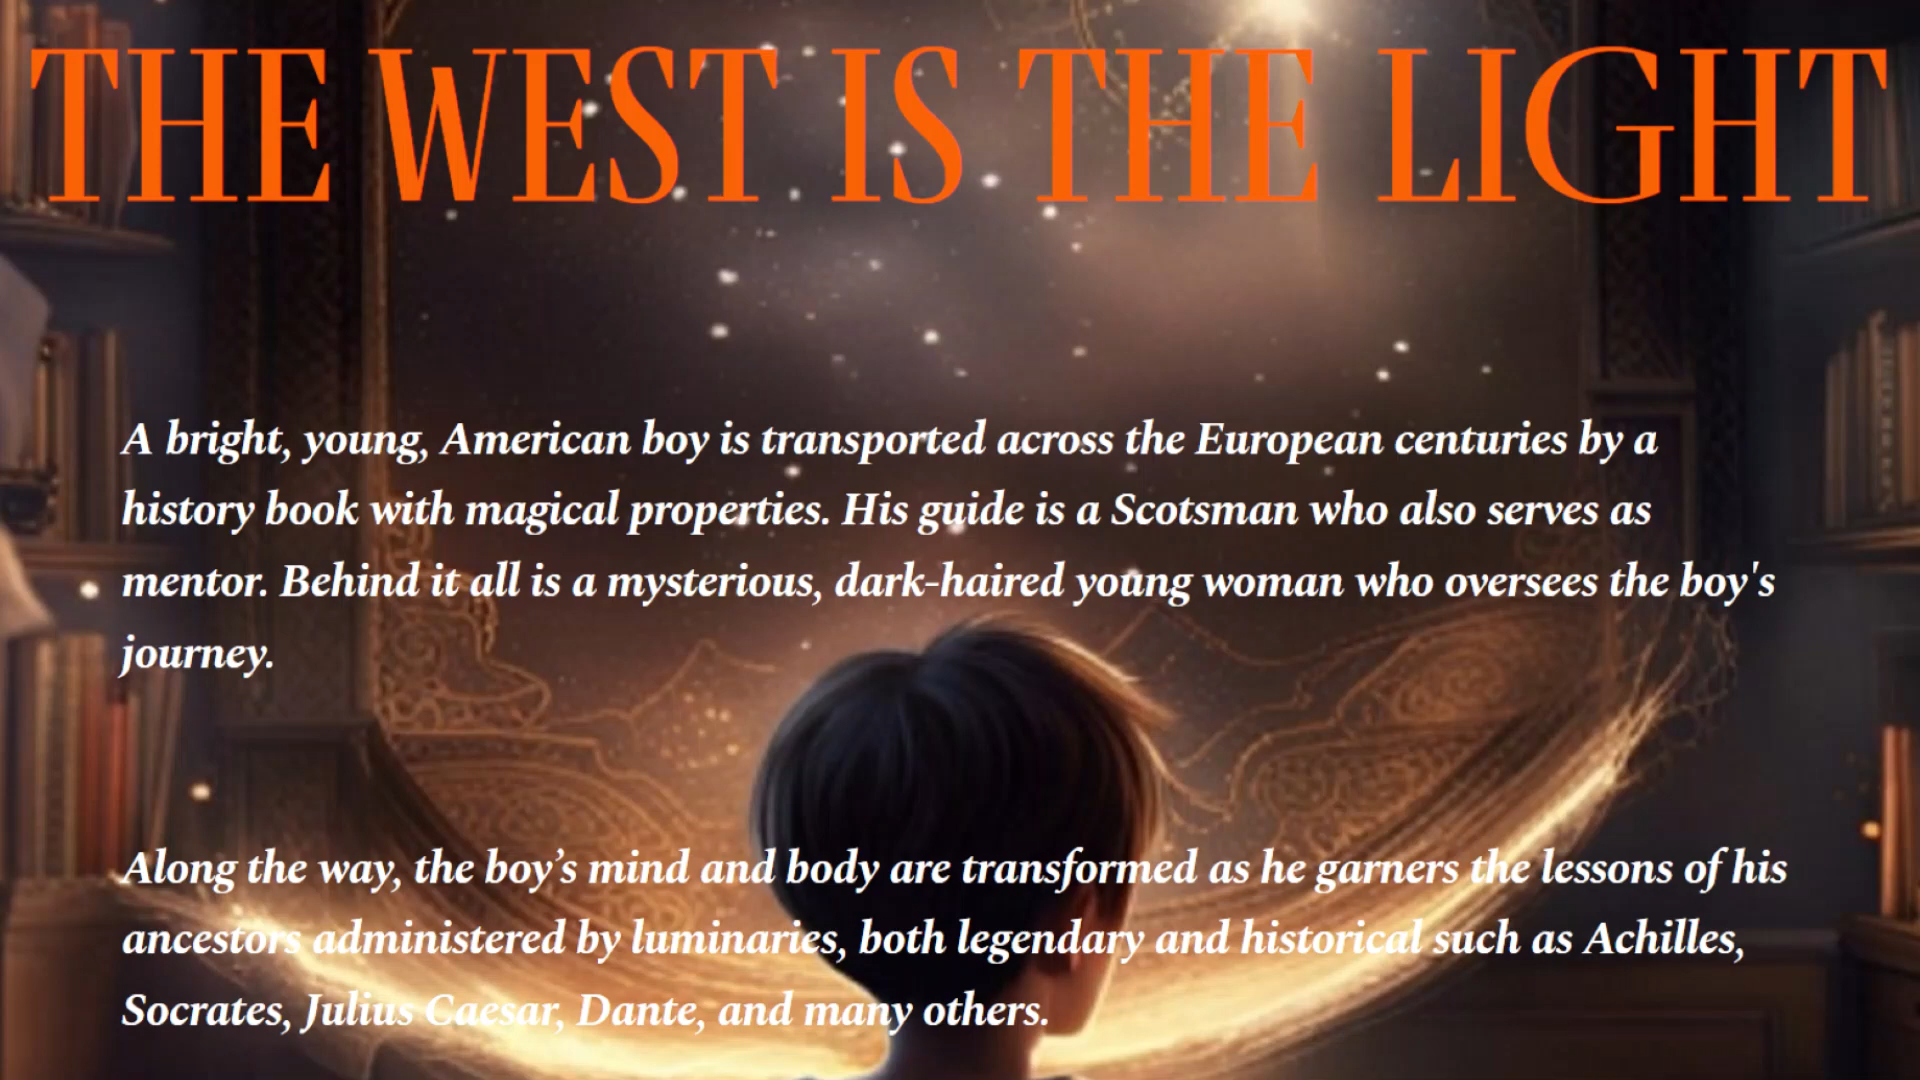 THE WEST IS THE LIGHT
A bright, young, American boy is transported across the European centuries by a
history book with magical properties. His guide is a Scotsman who also serves as
mentor. Behind it all is a mysterious, dark-haired young woman who oversees the boy's
journey.
Along the way, the boy’s mind and body are transformed as he garners the lessons of his
ancestors administered by luminaries, both legendary and historical such as Achilles,
Socrates, Julius Caesar, Dante, and many others.